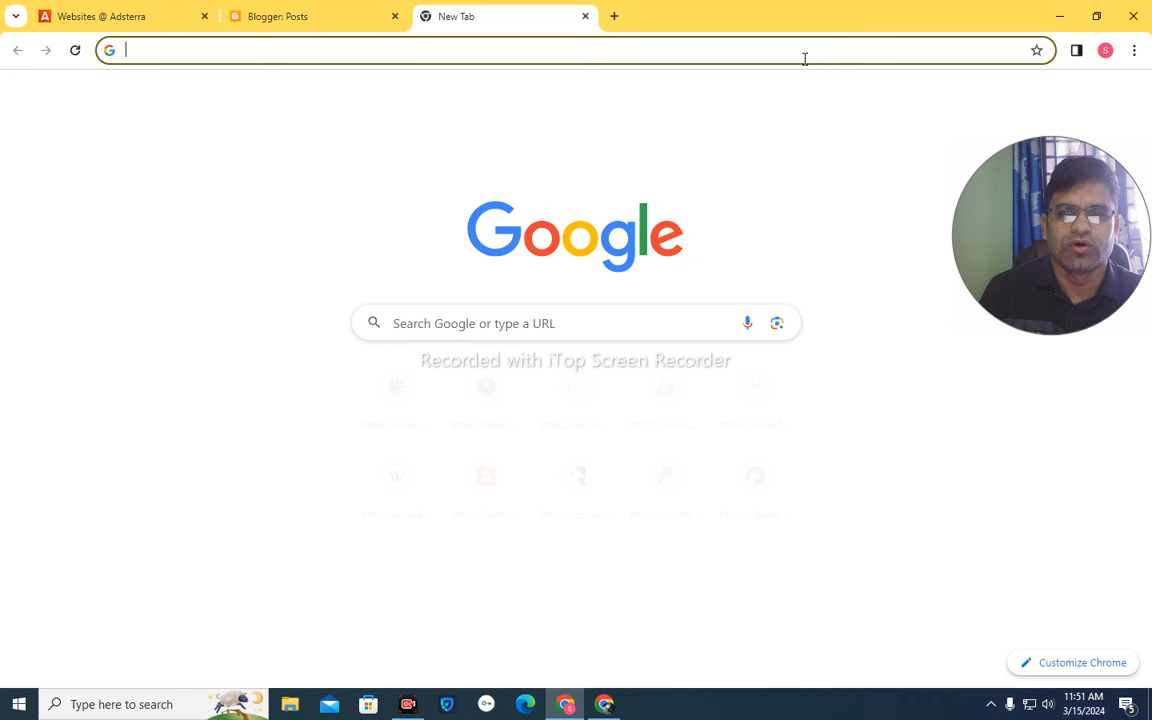 Websites @ Adsterra
Blogger: Posts
New Tab
S
Google
Search Google or type a URL
Recorded with iTop Screen Recorder
W
Customize Chrome
Type here to search
11:51 AM
3/15/2024
5